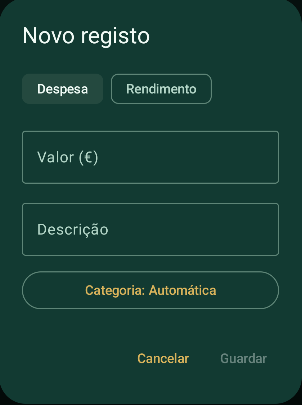 Novo registo
Despesa
Rendimento
Valor (€)
Descrição
Categoria: Automática
Cancelar
Guardar